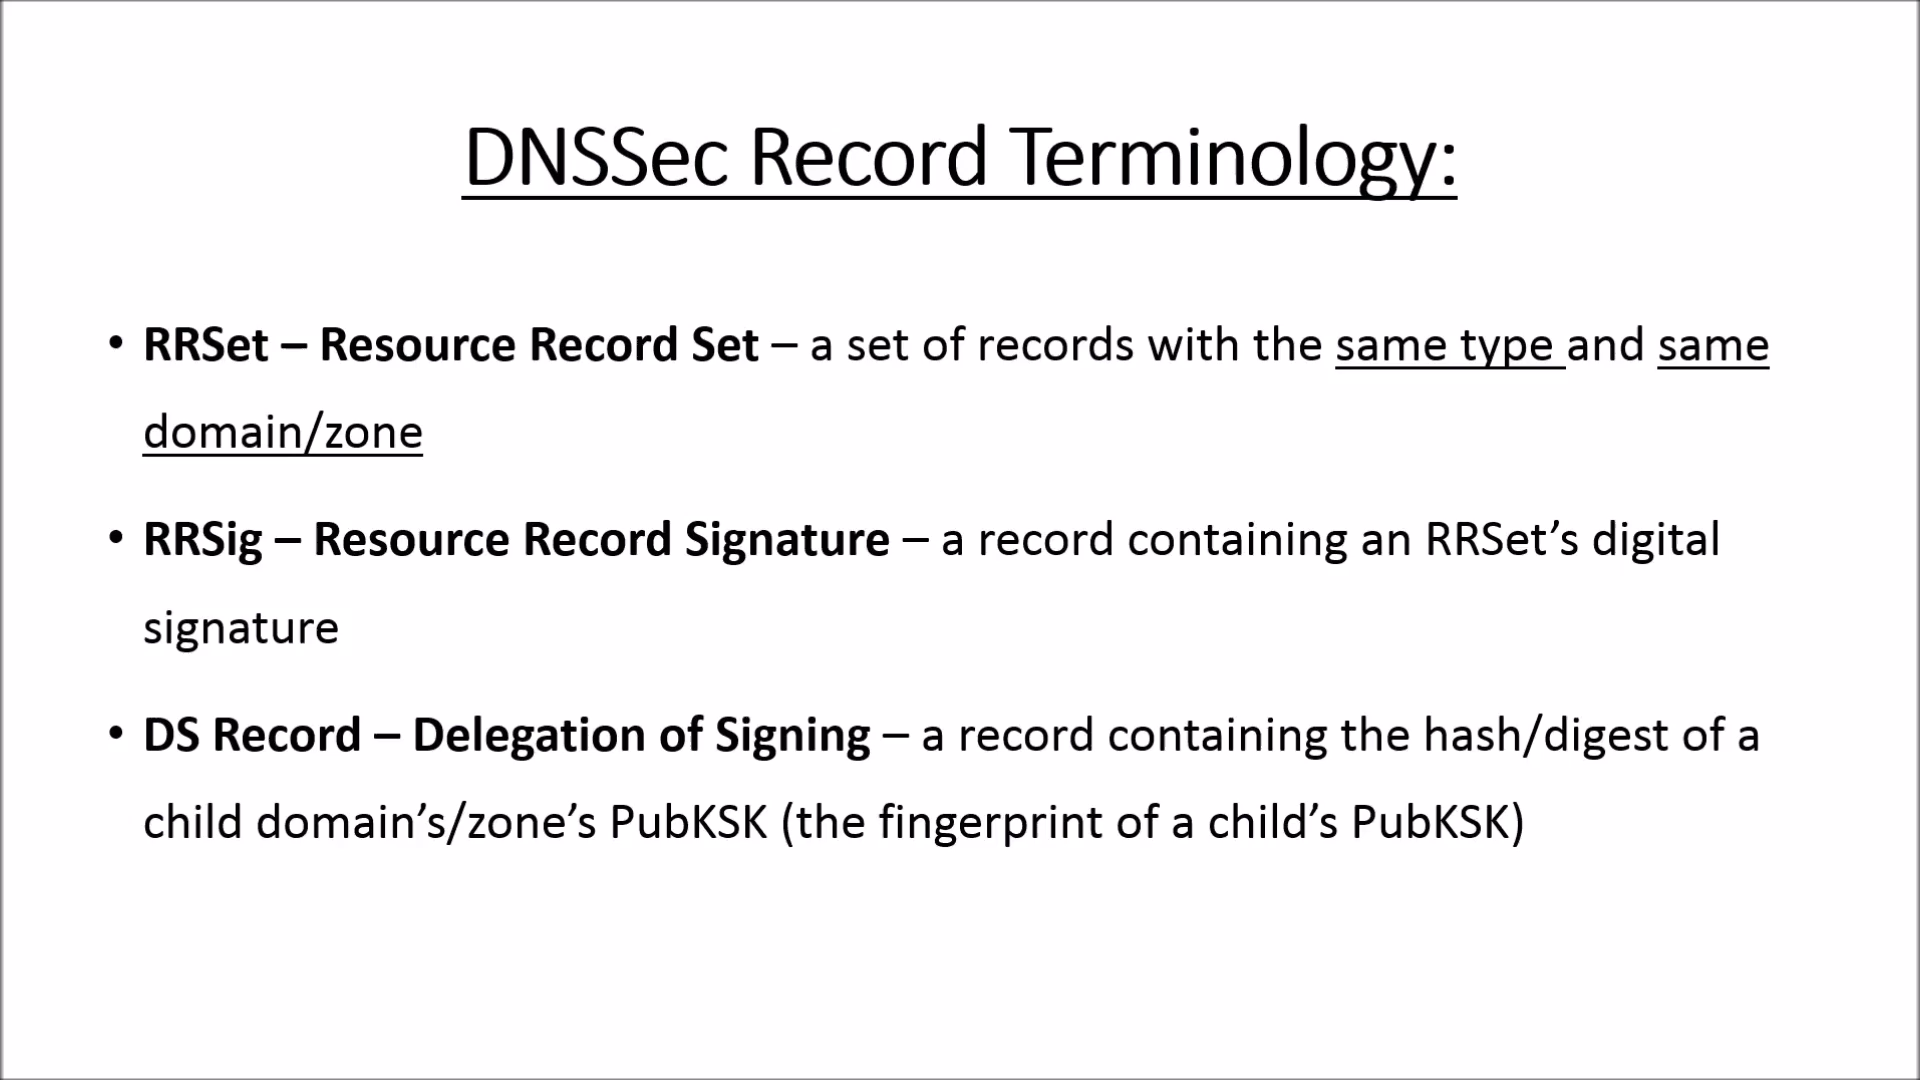 DNSSec Record Terminology:
• RRSet – Resource Record Set – a set of records with the same type and same
domain/zone
• RRSig – Resource Record Signature – a record containing an RRSet’s digital
signature
• DS Record – Delegation of Signing – a record containing the hash/digest of a
child domain’s/zone’s PubKSK (the fingerprint of a child’s PubKSK)